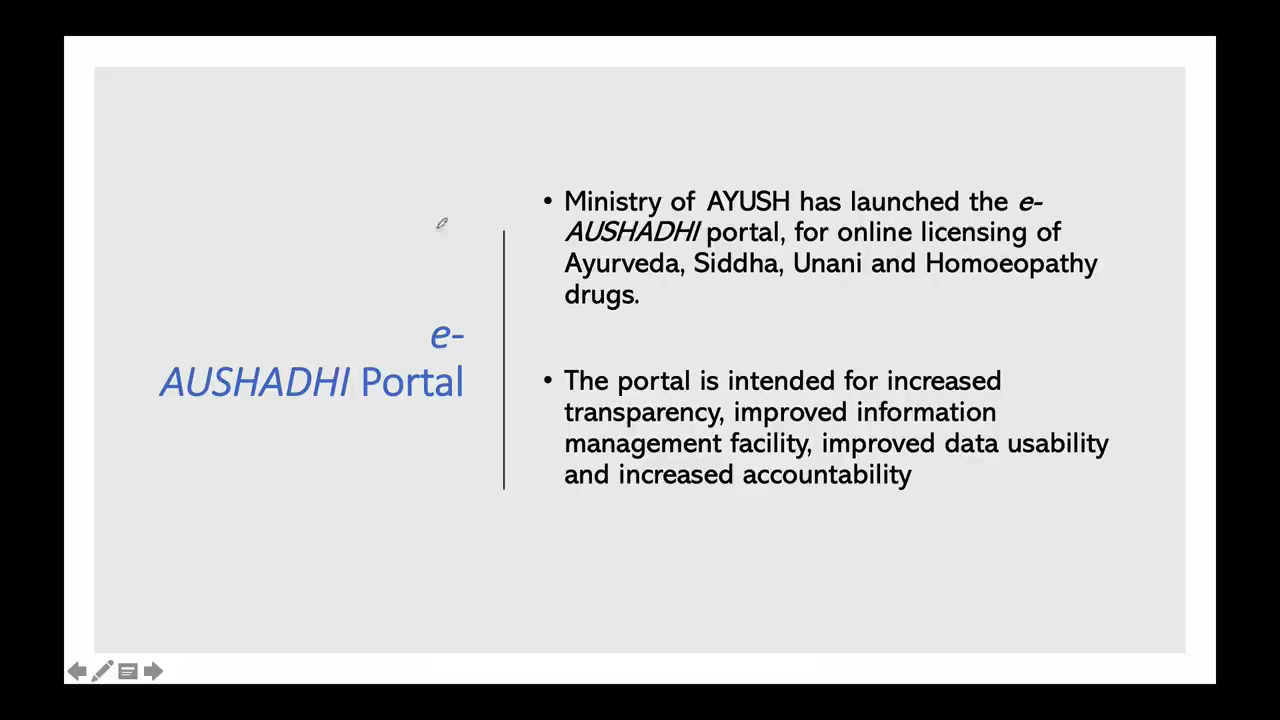 e-
AUSHADHI Portal
• Ministry of AYUSH has launched the e-
AUSHADHI portal, for online licensing of
Ayurveda, Siddha, Unani and Homoeopathy
drugs.
• The portal is intended for increased
transparency, improved information
management facility, improved data usability
and increased accountability